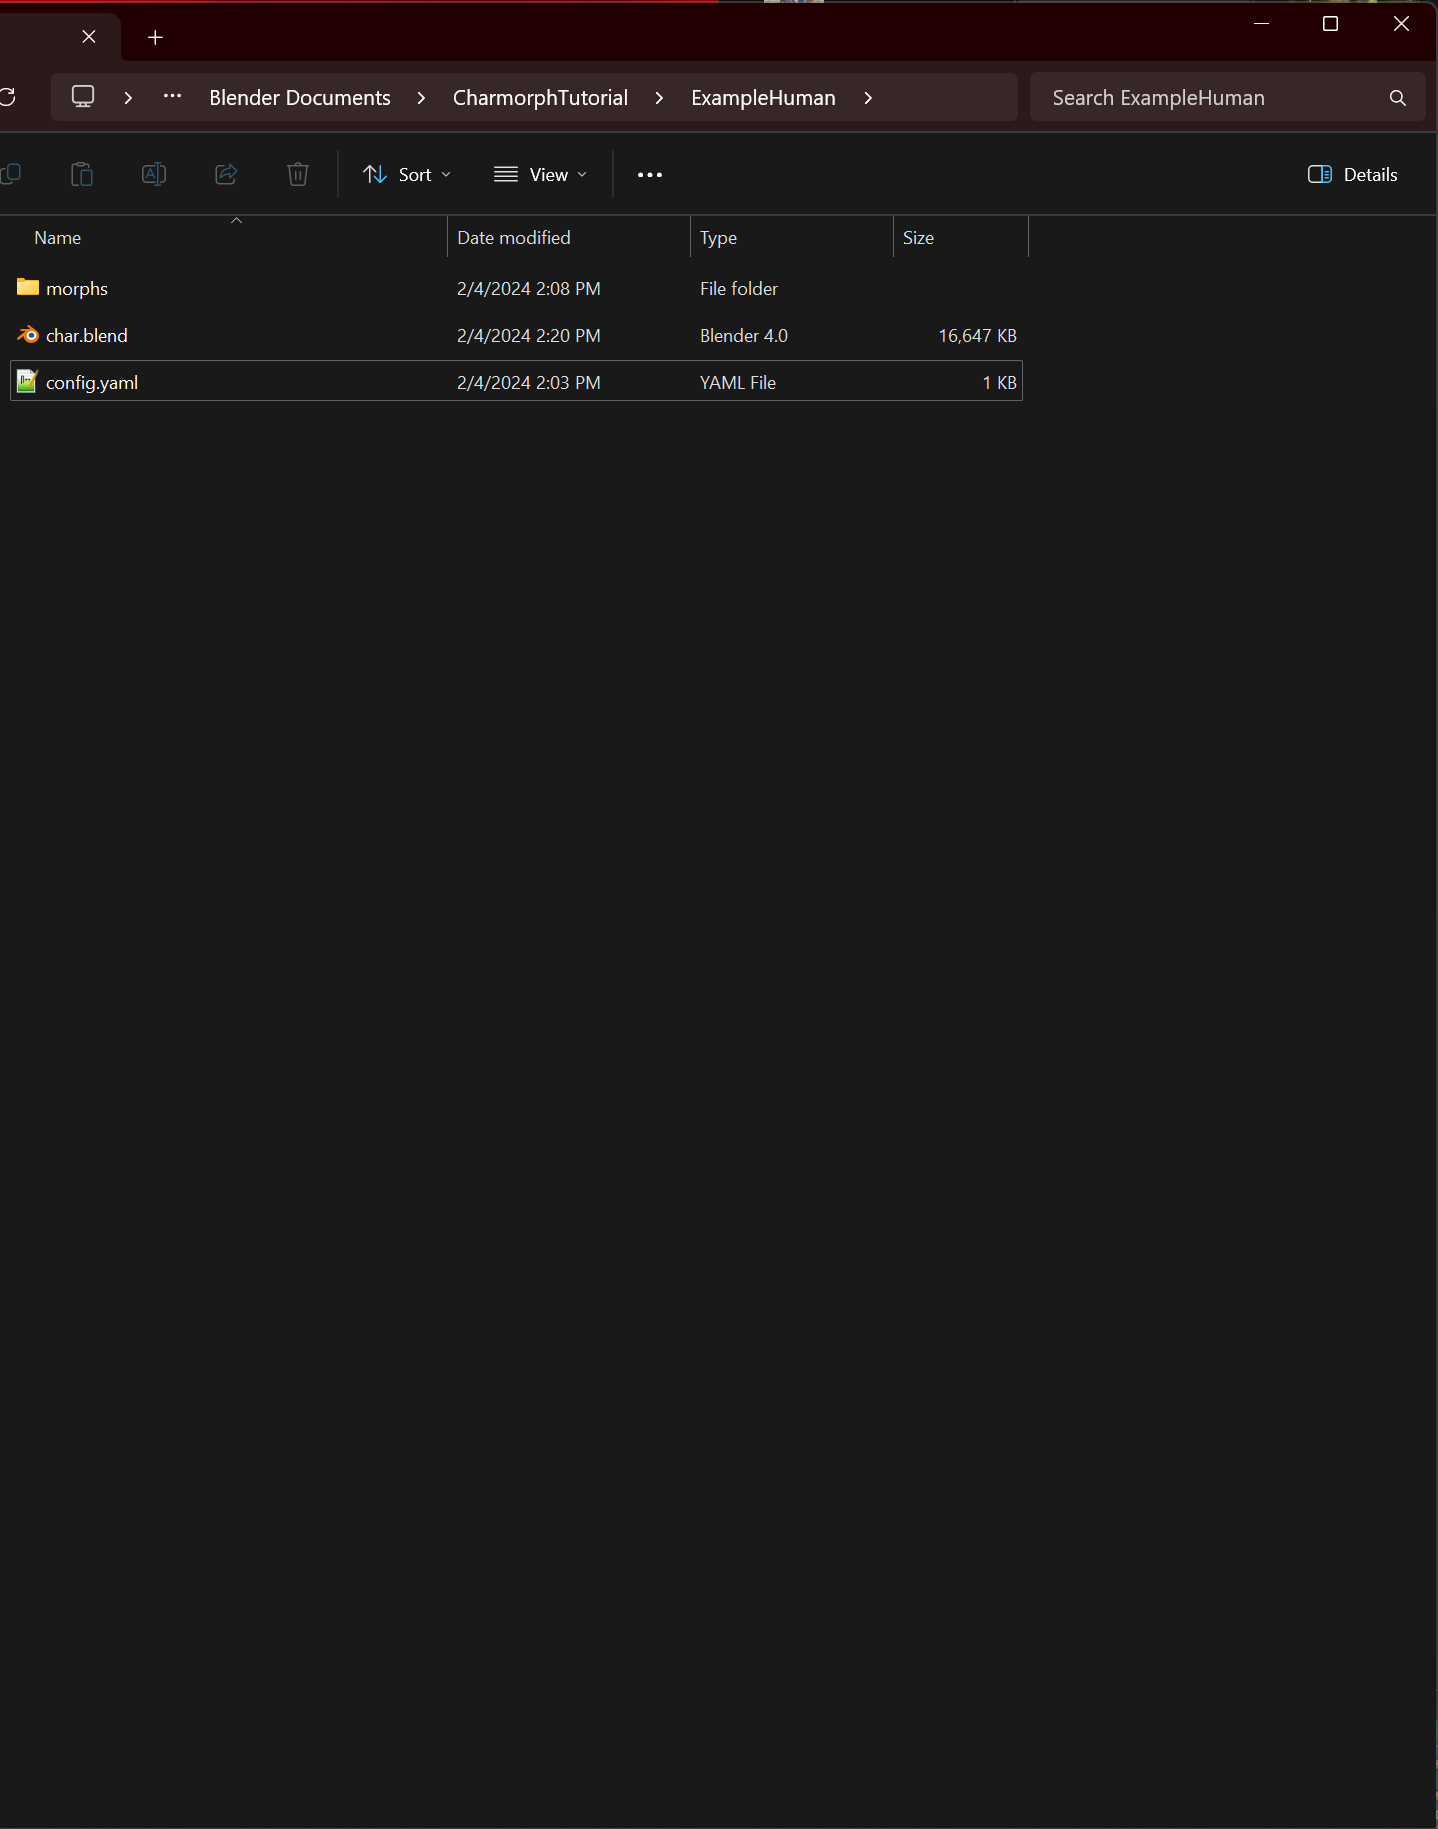 Blender Documents > CharmorphTutorial > ExampleHuman >
Search ExampleHuman
Sort
View
Details
Name Date modified Type Size
morphs 2/4/2024 2:08 PM File folder
char.blend 2/4/2024 2:20 PM Blender 4.0 16,647 KB
config.yaml 2/4/2024 2:03 PM YAML File 1 KB